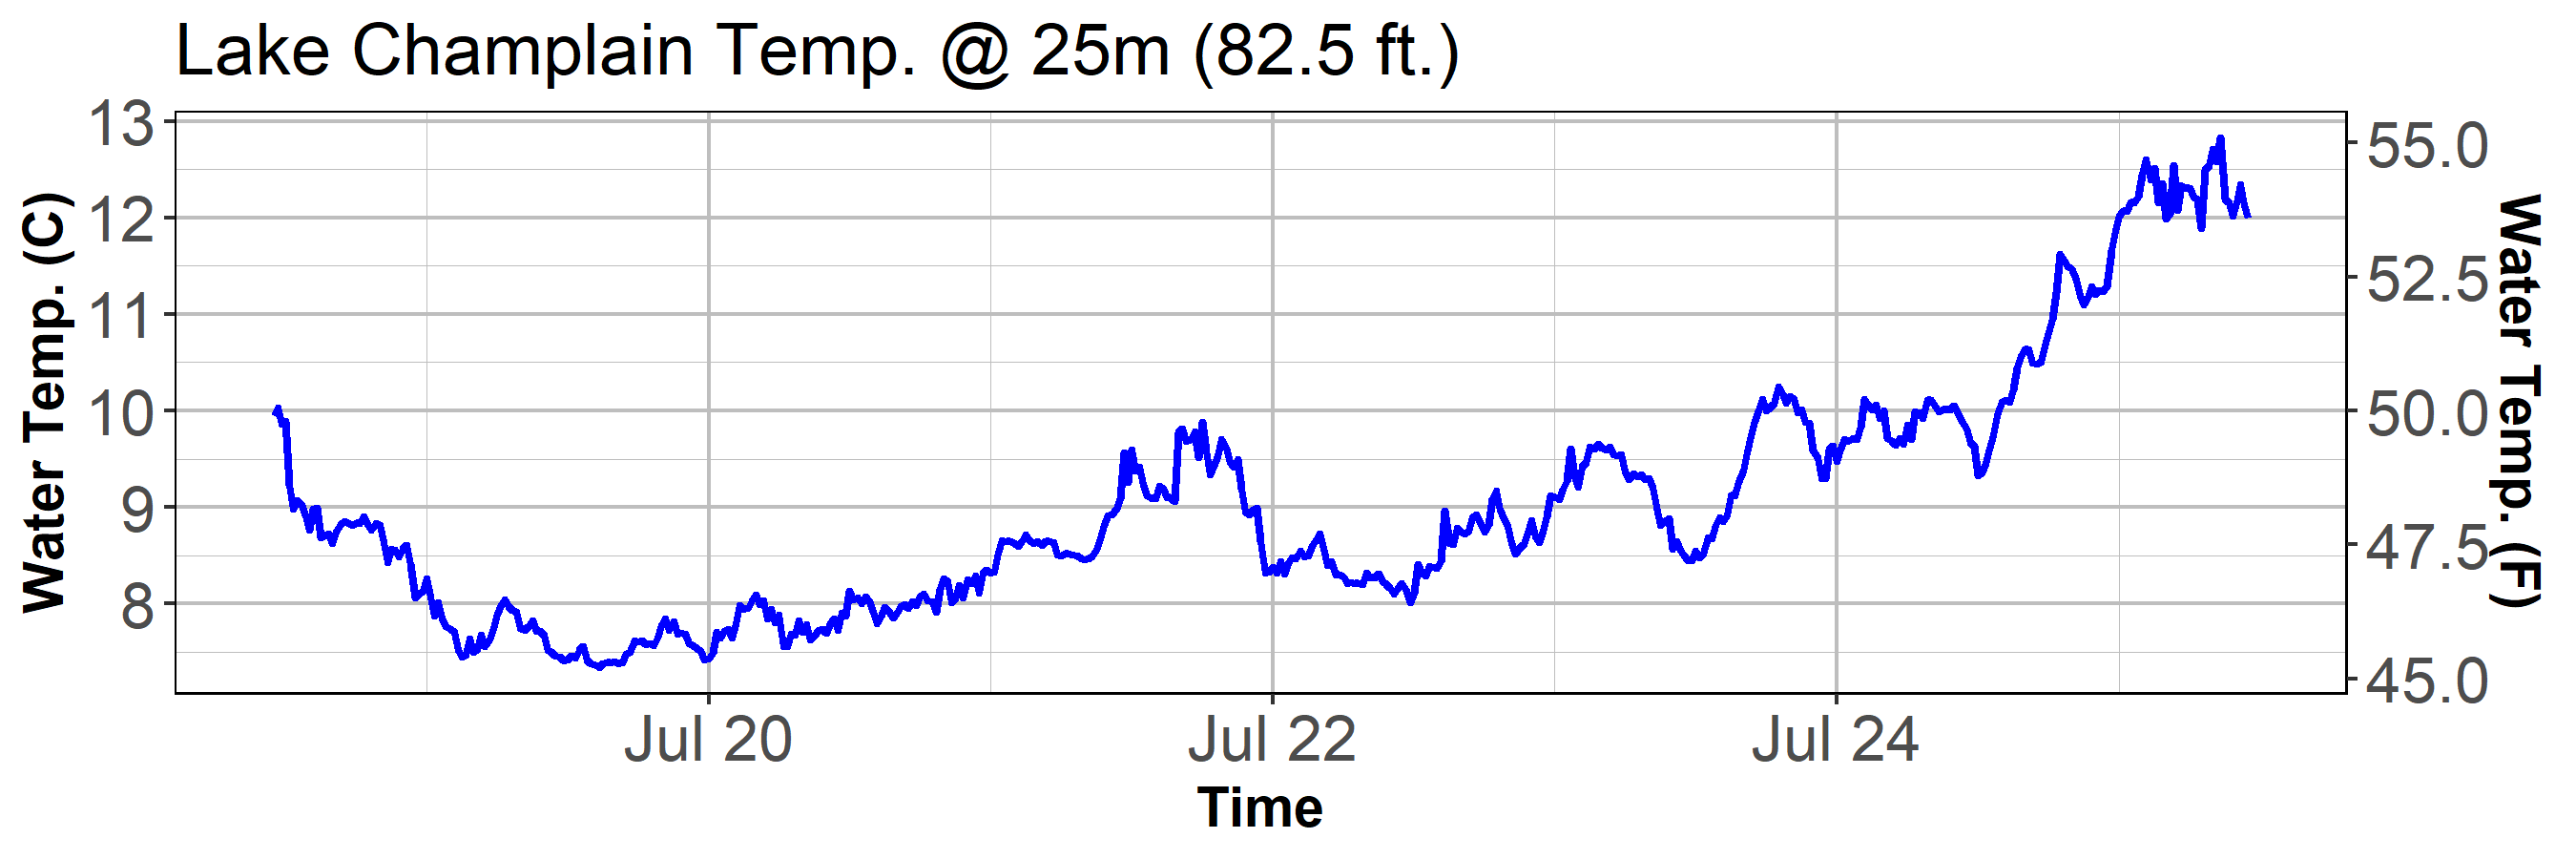 Lake Champlain Temp. @ 25m (82.5 ft.)
Water Temp. (C)
13
12
11
10
9
8
55.0
52.5
50.0
47.5
45.0
Water Temp. (F)
Jul 20 Jul 22 Jul 24
Time